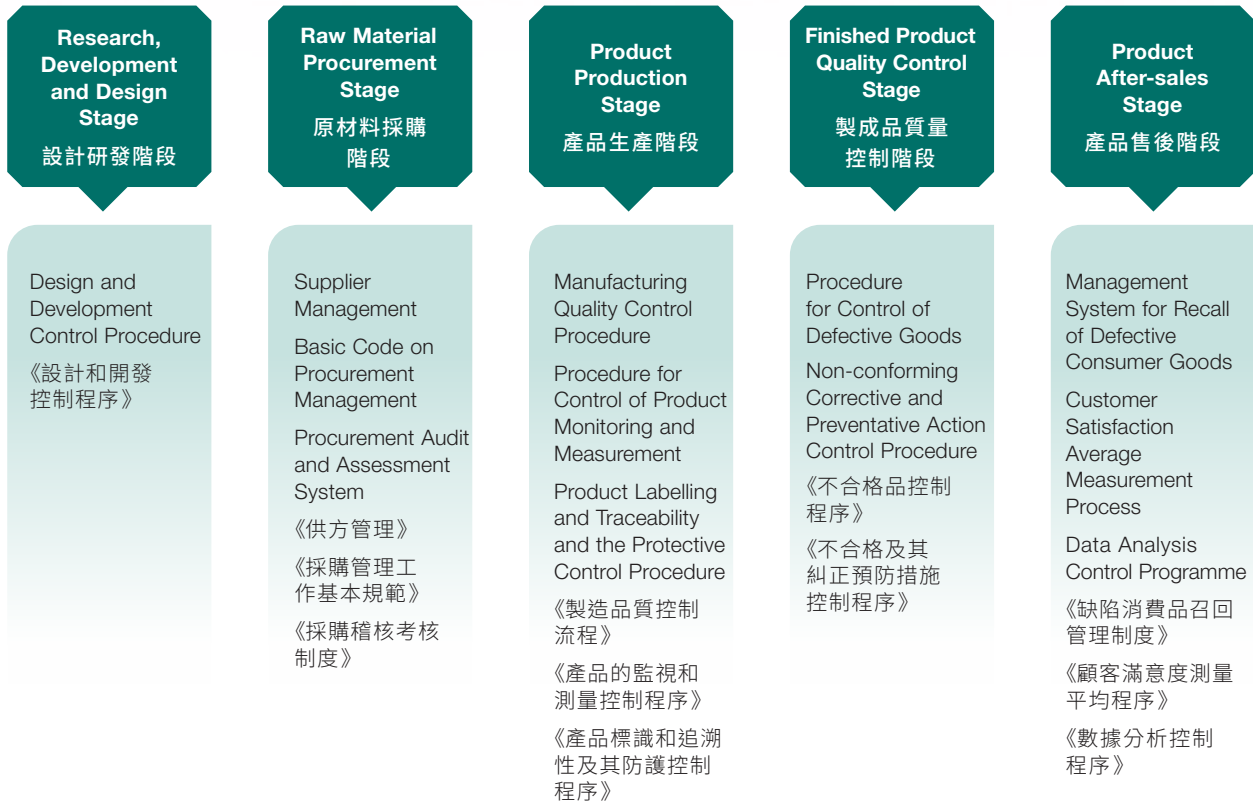 Research,
Development
and Design
Stage
設計研發階段
Design and
Development
Control Procedure
《設計和開發
控制程序》
Raw Material
Procurement
Stage
原材料採購
階段
Supplier
Management
Basic Code on
Procurement
Management
Procurement Audit
and Assessment
System
《供方管理》
《採購管理工
作基本規範》
《採購稽核考核
制度》
Product
Production
Stage
產品生產階段
Manufacturing
Quality Control
Procedure
Procedure for
Control of Product
Monitoring and
Measurement
Product Labelling
and Traceability
and the Protective
Control Procedure
《製造品質控制
流程》
《產品的監視和
測量控制程序》
《產品標識和追溯
性及其防護控制
程序》
Finished Product
Quality Control
Stage
製成品質量
控制階段
Procedure
for Control of
Defective Goods
Non-conforming
Corrective and
Preventative Action
Control Procedure
《不合格品控制
程序》
《不合格及其
糾正預防措施
控制程序》
Product
After-sales
Stage
產品售後階段
Management
System for Recall
of Defective
Consumer Goods
Customer
Satisfaction
Average
Measurement
Process
Data Analysis
Control Programme
《缺陷消費品召回
管理制度》
《顧客滿意度測量
平均程序》
《數據分析控制
程序》